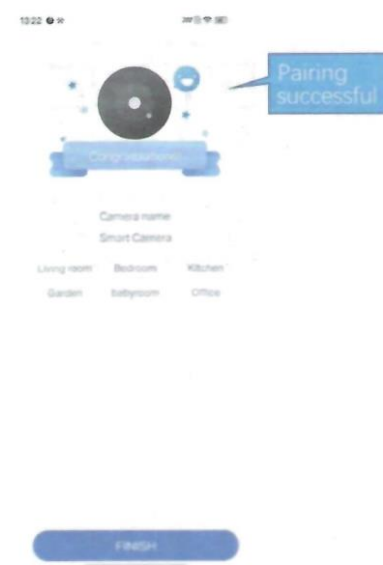 13:22
Pairing
successful
Congratulations
Camera name
Smart Camera
Living room Bedroom Kitchen
Garden babyroom Office
FINISH